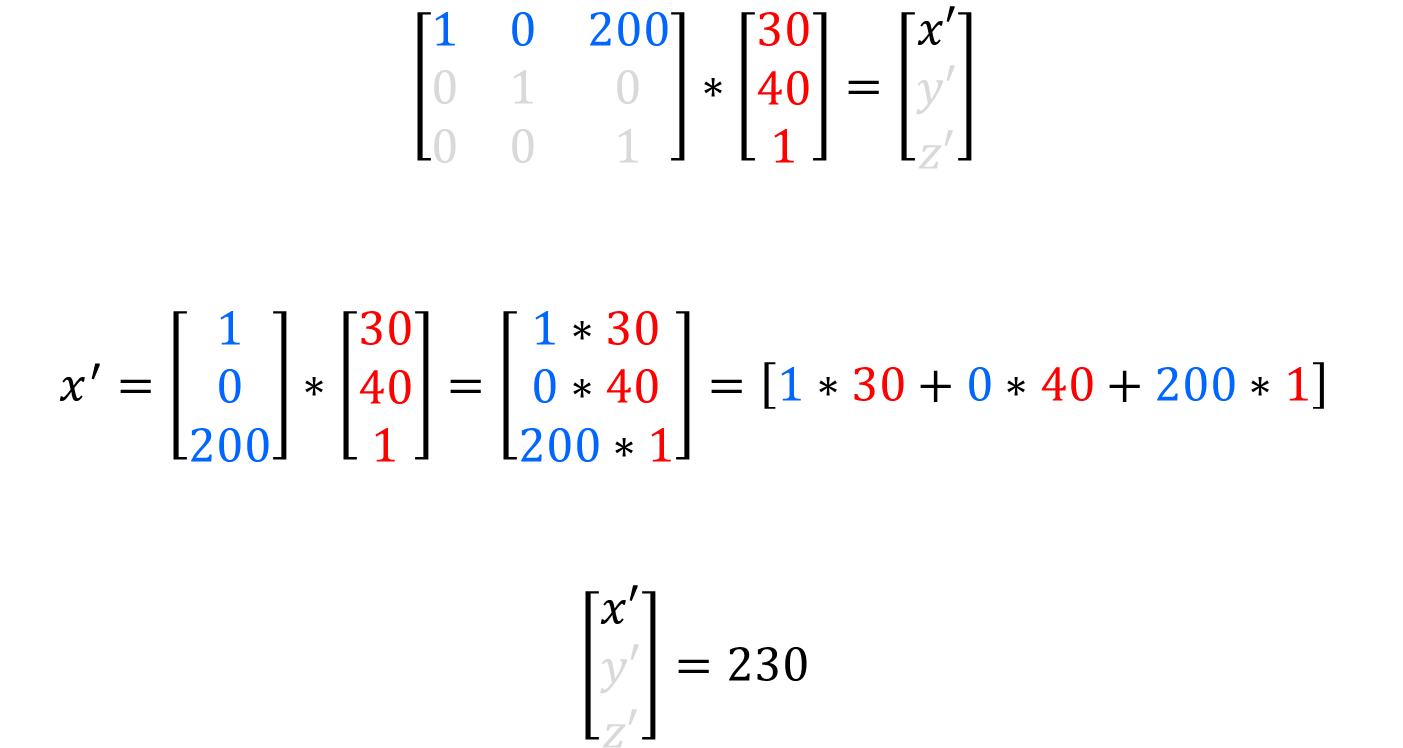 [1 0 200] [30] [x′]
[0 1 0] ∗ [40] = [y′]
[0 0 1] [1] [z′]
[1] [30] [1 ∗ 30]
x′ = [0] ∗ [40] = [0 ∗ 40] = [1 ∗ 30 + 0 ∗ 40 + 200 ∗ 1]
[200] [1] [200 ∗ 1]
[x′]
[y′] = 230
[z′]